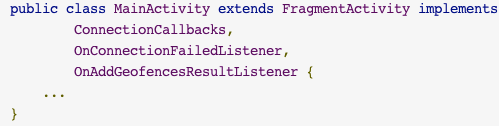 public class MainActivity extends FragmentActivity implements
ConnectionCallbacks,
OnConnectionFailedListener,
OnAddGeofencesResultListener {
...
}